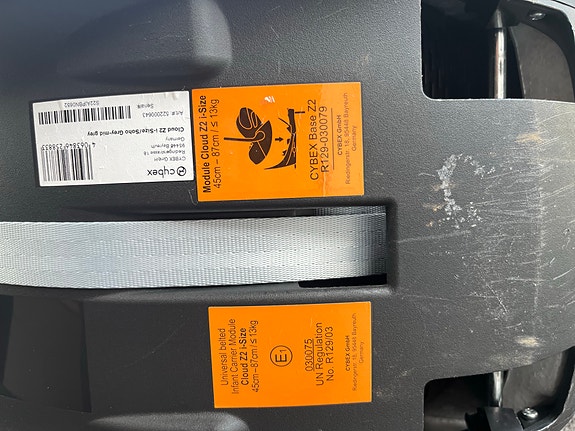 cybex
CYBEX GmbH
Riedingerstrasse 18
95448 Bayreuth
Germany
Cloud Z2 i-Size/Soho Grey/mid grey
Art#: 522000643
Serial#:
Module Cloud Z2 i-Size
45cm – 87cm / ≤ 13kg
CYBEX Base Z2
R129-030079
CYBEX GmbH
Riedingerstr. 18, 95448 Bayreuth
Germany
Universal belted
Infant Carrier Module
Cloud Z2 i-Size
45cm–87cm / ≤ 13kg
E1
030075
UN Regulation
No. R129/03
CYBEX GmbH
Riedingerstr. 18, 95448 Bayreuth
Germany